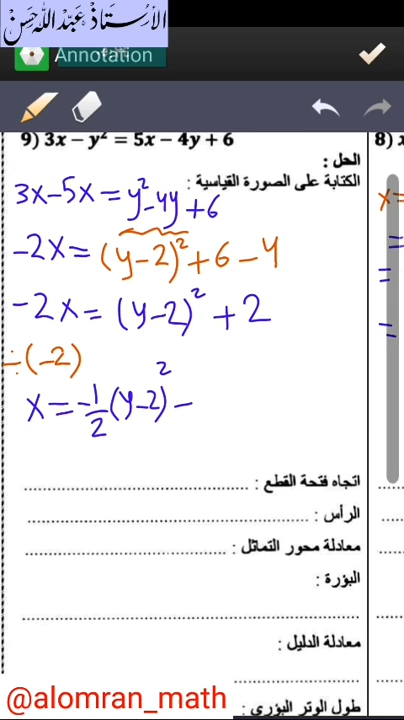 الأستاذ عبدالله حسن
Annotation
9) 3x − y² = 5x − 4y + 6
8)
الحل :
الكتابة على الصورة القياسية :
3x-5x = y²-4y+6
x=
-2x = (y-2)²+6-4
=
=
-2x = (y-2)² + 2
=
÷(-2)
x = -1/2 (y-2)² -
اتجاه فتحة القطع : ............
الرأس : ............
معادلة محور التماثل : ............
البؤرة :
............
معادلة الدليل :
............
طول الوتر البؤري :
@alomran_math